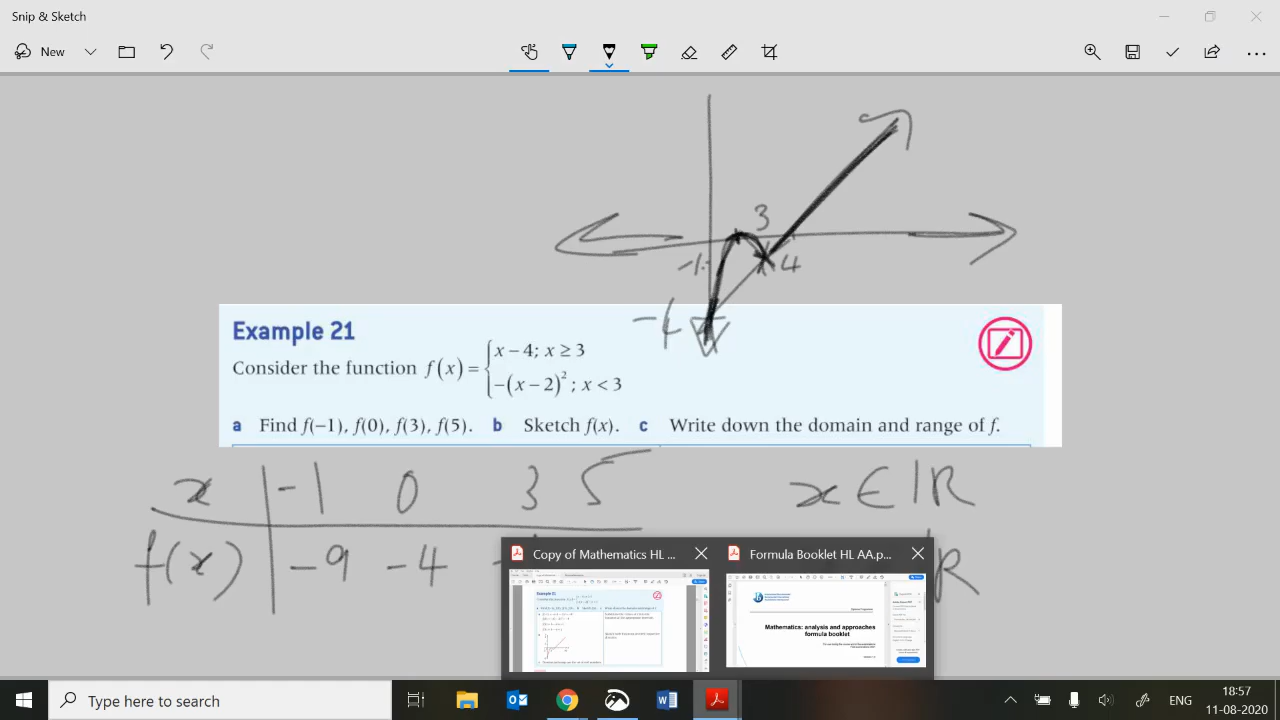 Snip & Sketch
New
3
-1
4
-4
Example 21
Consider the function f(x) = { x − 4; x ≥ 3
−(x − 2)²; x < 3
a Find f(−1), f(0), f(3), f(5). b Sketch f(x). c Write down the domain and range of f.
x -1 0 3 5 x ∈ ℝ
f(x) -9 -4 ℝ
Copy of Mathematics HL ...
Formula Booklet HL AA.p...
Example 21
Mathematics: analysis and approaches
formula booklet
Type here to search
ENG
18:57
11-08-2020